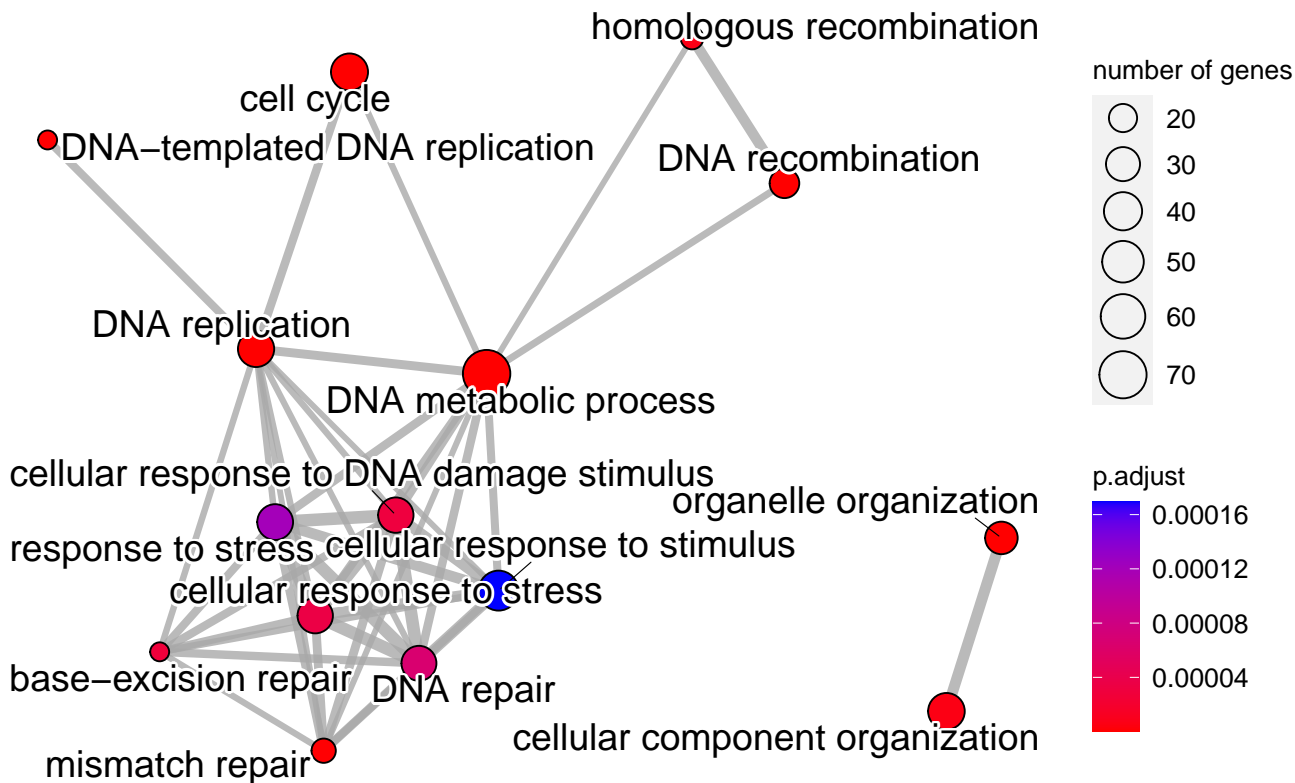 homologous recombination
cell cycle
DNA−templated DNA replication
DNA recombination
DNA replication
DNA metabolic process
cellular response to DNA damage stimulus
organelle organization
response to stress
cellular response to stimulus
cellular response to stress
base−excision repair
DNA repair
cellular component organization
mismatch repair
number of genes
20
30
40
50
60
70
p.adjust
0.00016
0.00012
0.00008
0.00004